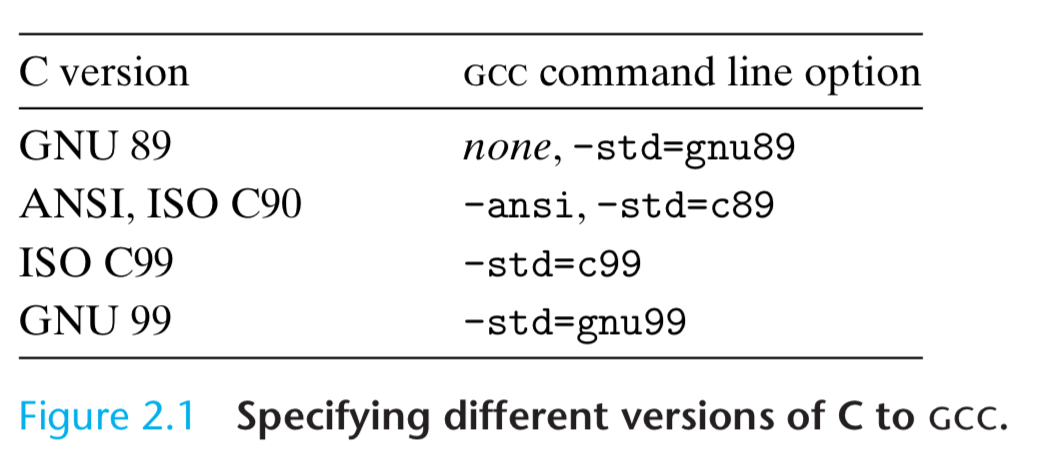 C version GCC command line option
GNU 89 none, -std=gnu89
ANSI, ISO C90 -ansi, -std=c89
ISO C99 -std=c99
GNU 99 -std=gnu99
Figure 2.1 Specifying different versions of C to GCC.